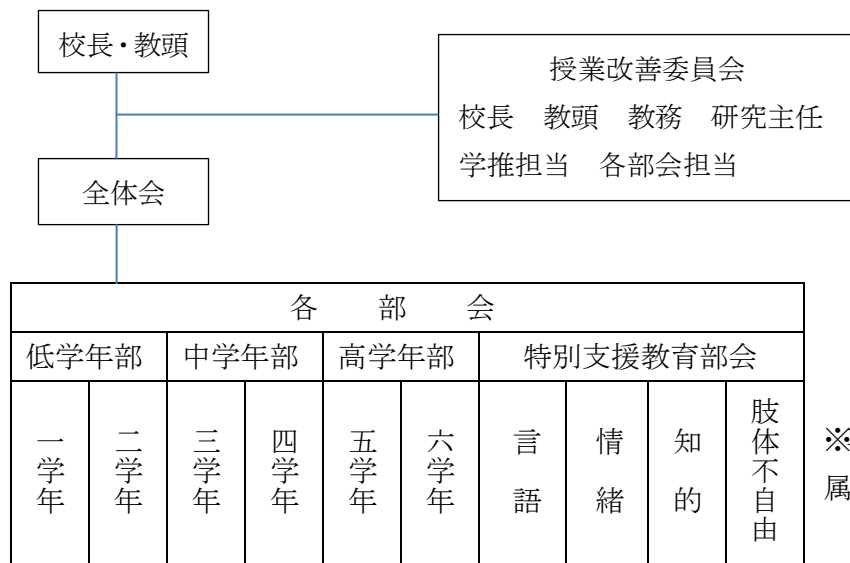 校長・教頭
授業改善委員会
校長　教頭　教務　研究主任
学推担当　各部会担当
全体会
各　部　会
低学年部
中学年部
高学年部
特別支援教育部会
一学年
二学年
三学年
四学年
五学年
六学年
言語
情緒
知的
肢体不自由
※
属